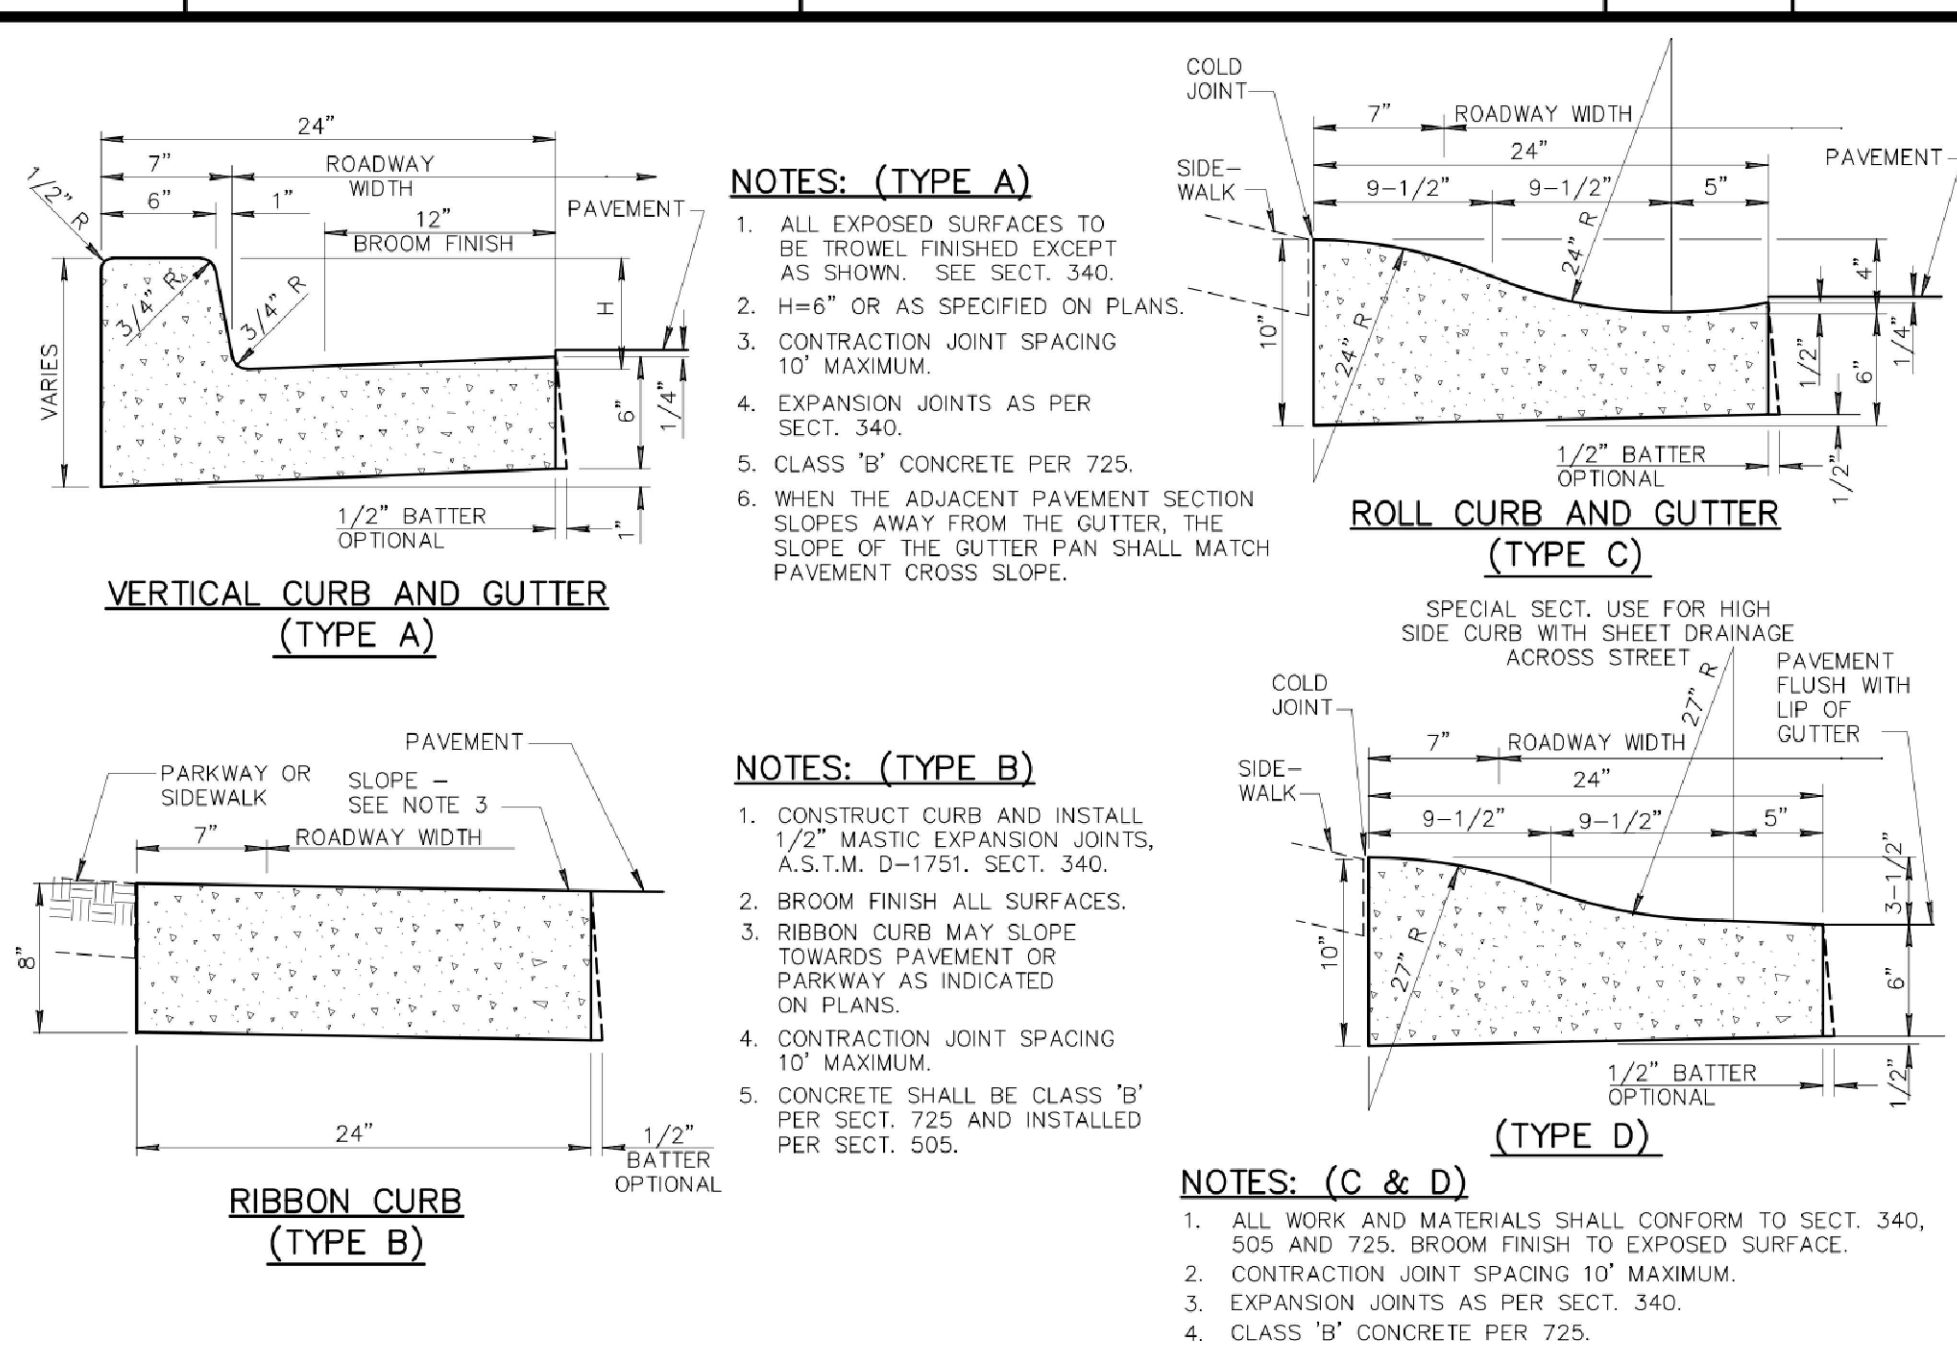 24”
7”
ROADWAY
WIDTH
6”
1”
1/2” R
12”
BROOM FINISH
PAVEMENT
3/4” R
3/4” R
H
VARIES
6”
1/4”
1/2” BATTER
OPTIONAL
1”
VERTICAL CURB AND GUTTER
(TYPE A)
NOTES: (TYPE A)
1. ALL EXPOSED SURFACES TO
BE TROWEL FINISHED EXCEPT
AS SHOWN. SEE SECT. 340.
2. H=6” OR AS SPECIFIED ON PLANS.
3. CONTRACTION JOINT SPACING
10’ MAXIMUM.
4. EXPANSION JOINTS AS PER
SECT. 340.
5. CLASS ’B’ CONCRETE PER 725.
6. WHEN THE ADJACENT PAVEMENT SECTION
SLOPES AWAY FROM THE GUTTER, THE
SLOPE OF THE GUTTER PAN SHALL MATCH
PAVEMENT CROSS SLOPE.
COLD
JOINT
7”
ROADWAY WIDTH
24”
PAVEMENT
SIDE–
WALK
9–1/2”
9–1/2”
5”
24” R
24” R
10”
4”
1/4”
1/2”
6”
1/2” BATTER
OPTIONAL
1/2”
ROLL CURB AND GUTTER
(TYPE C)
PAVEMENT
PARKWAY OR
SIDEWALK
SLOPE –
SEE NOTE 3
7”
ROADWAY WIDTH
8”
24”
1/2”
BATTER
OPTIONAL
RIBBON CURB
(TYPE B)
NOTES: (TYPE B)
1. CONSTRUCT CURB AND INSTALL
1/2” MASTIC EXPANSION JOINTS,
A.S.T.M. D–1751. SECT. 340.
2. BROOM FINISH ALL SURFACES.
3. RIBBON CURB MAY SLOPE
TOWARDS PAVEMENT OR
PARKWAY AS INDICATED
ON PLANS.
4. CONTRACTION JOINT SPACING
10’ MAXIMUM.
5. CONCRETE SHALL BE CLASS ’B’
PER SECT. 725 AND INSTALLED
PER SECT. 505.
SPECIAL SECT. USE FOR HIGH
SIDE CURB WITH SHEET DRAINAGE
ACROSS STREET
PAVEMENT
FLUSH WITH
LIP OF
GUTTER
COLD
JOINT
27” R
7”
ROADWAY WIDTH
SIDE–
WALK
24”
9–1/2”
9–1/2”
5”
3–1/2”
10”
27” R
6”
1/2” BATTER
OPTIONAL
1/2”
(TYPE D)
NOTES: (C & D)
1. ALL WORK AND MATERIALS SHALL CONFORM TO SECT. 340,
505 AND 725. BROOM FINISH TO EXPOSED SURFACE.
2. CONTRACTION JOINT SPACING 10’ MAXIMUM.
3. EXPANSION JOINTS AS PER SECT. 340.
4. CLASS ’B’ CONCRETE PER 725.